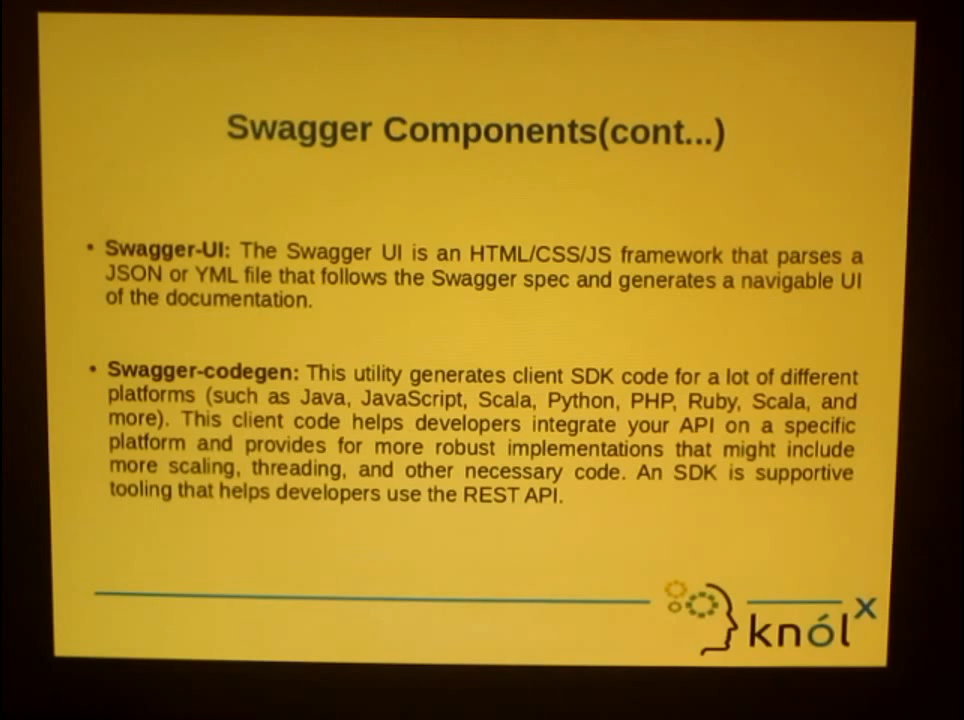 Swagger Components(cont...)
• Swagger-UI: The Swagger UI is an HTML/CSS/JS framework that parses a
JSON or YML file that follows the Swagger spec and generates a navigable UI
of the documentation.
• Swagger-codegen: This utility generates client SDK code for a lot of different
platforms (such as Java, JavaScript, Scala, Python, PHP, Ruby, Scala, and
more). This client code helps developers integrate your API on a specific
platform and provides for more robust implementations that might include
more scaling, threading, and other necessary code. An SDK is supportive
tooling that helps developers use the REST API.
knól x